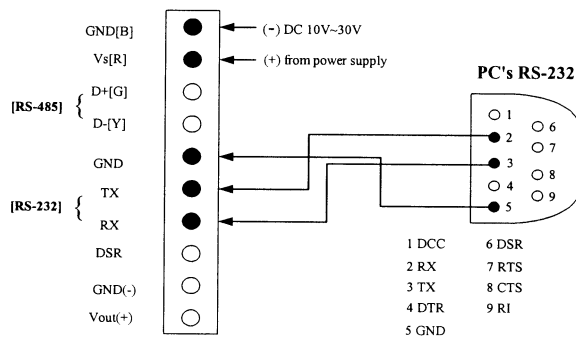 GND[B]
(−) DC 10V~30V
Vs[R]
(+) from power supply
PC's RS-232
D+[G]
[RS-485] {
D-[Y]
GND
TX
[RS-232] {
RX
DSR
GND(-)
Vout(+)
1
6
2
7
3
8
4
9
5
1 DCC 6 DSR
2 RX 7 RTS
3 TX 8 CTS
4 DTR 9 RI
5 GND